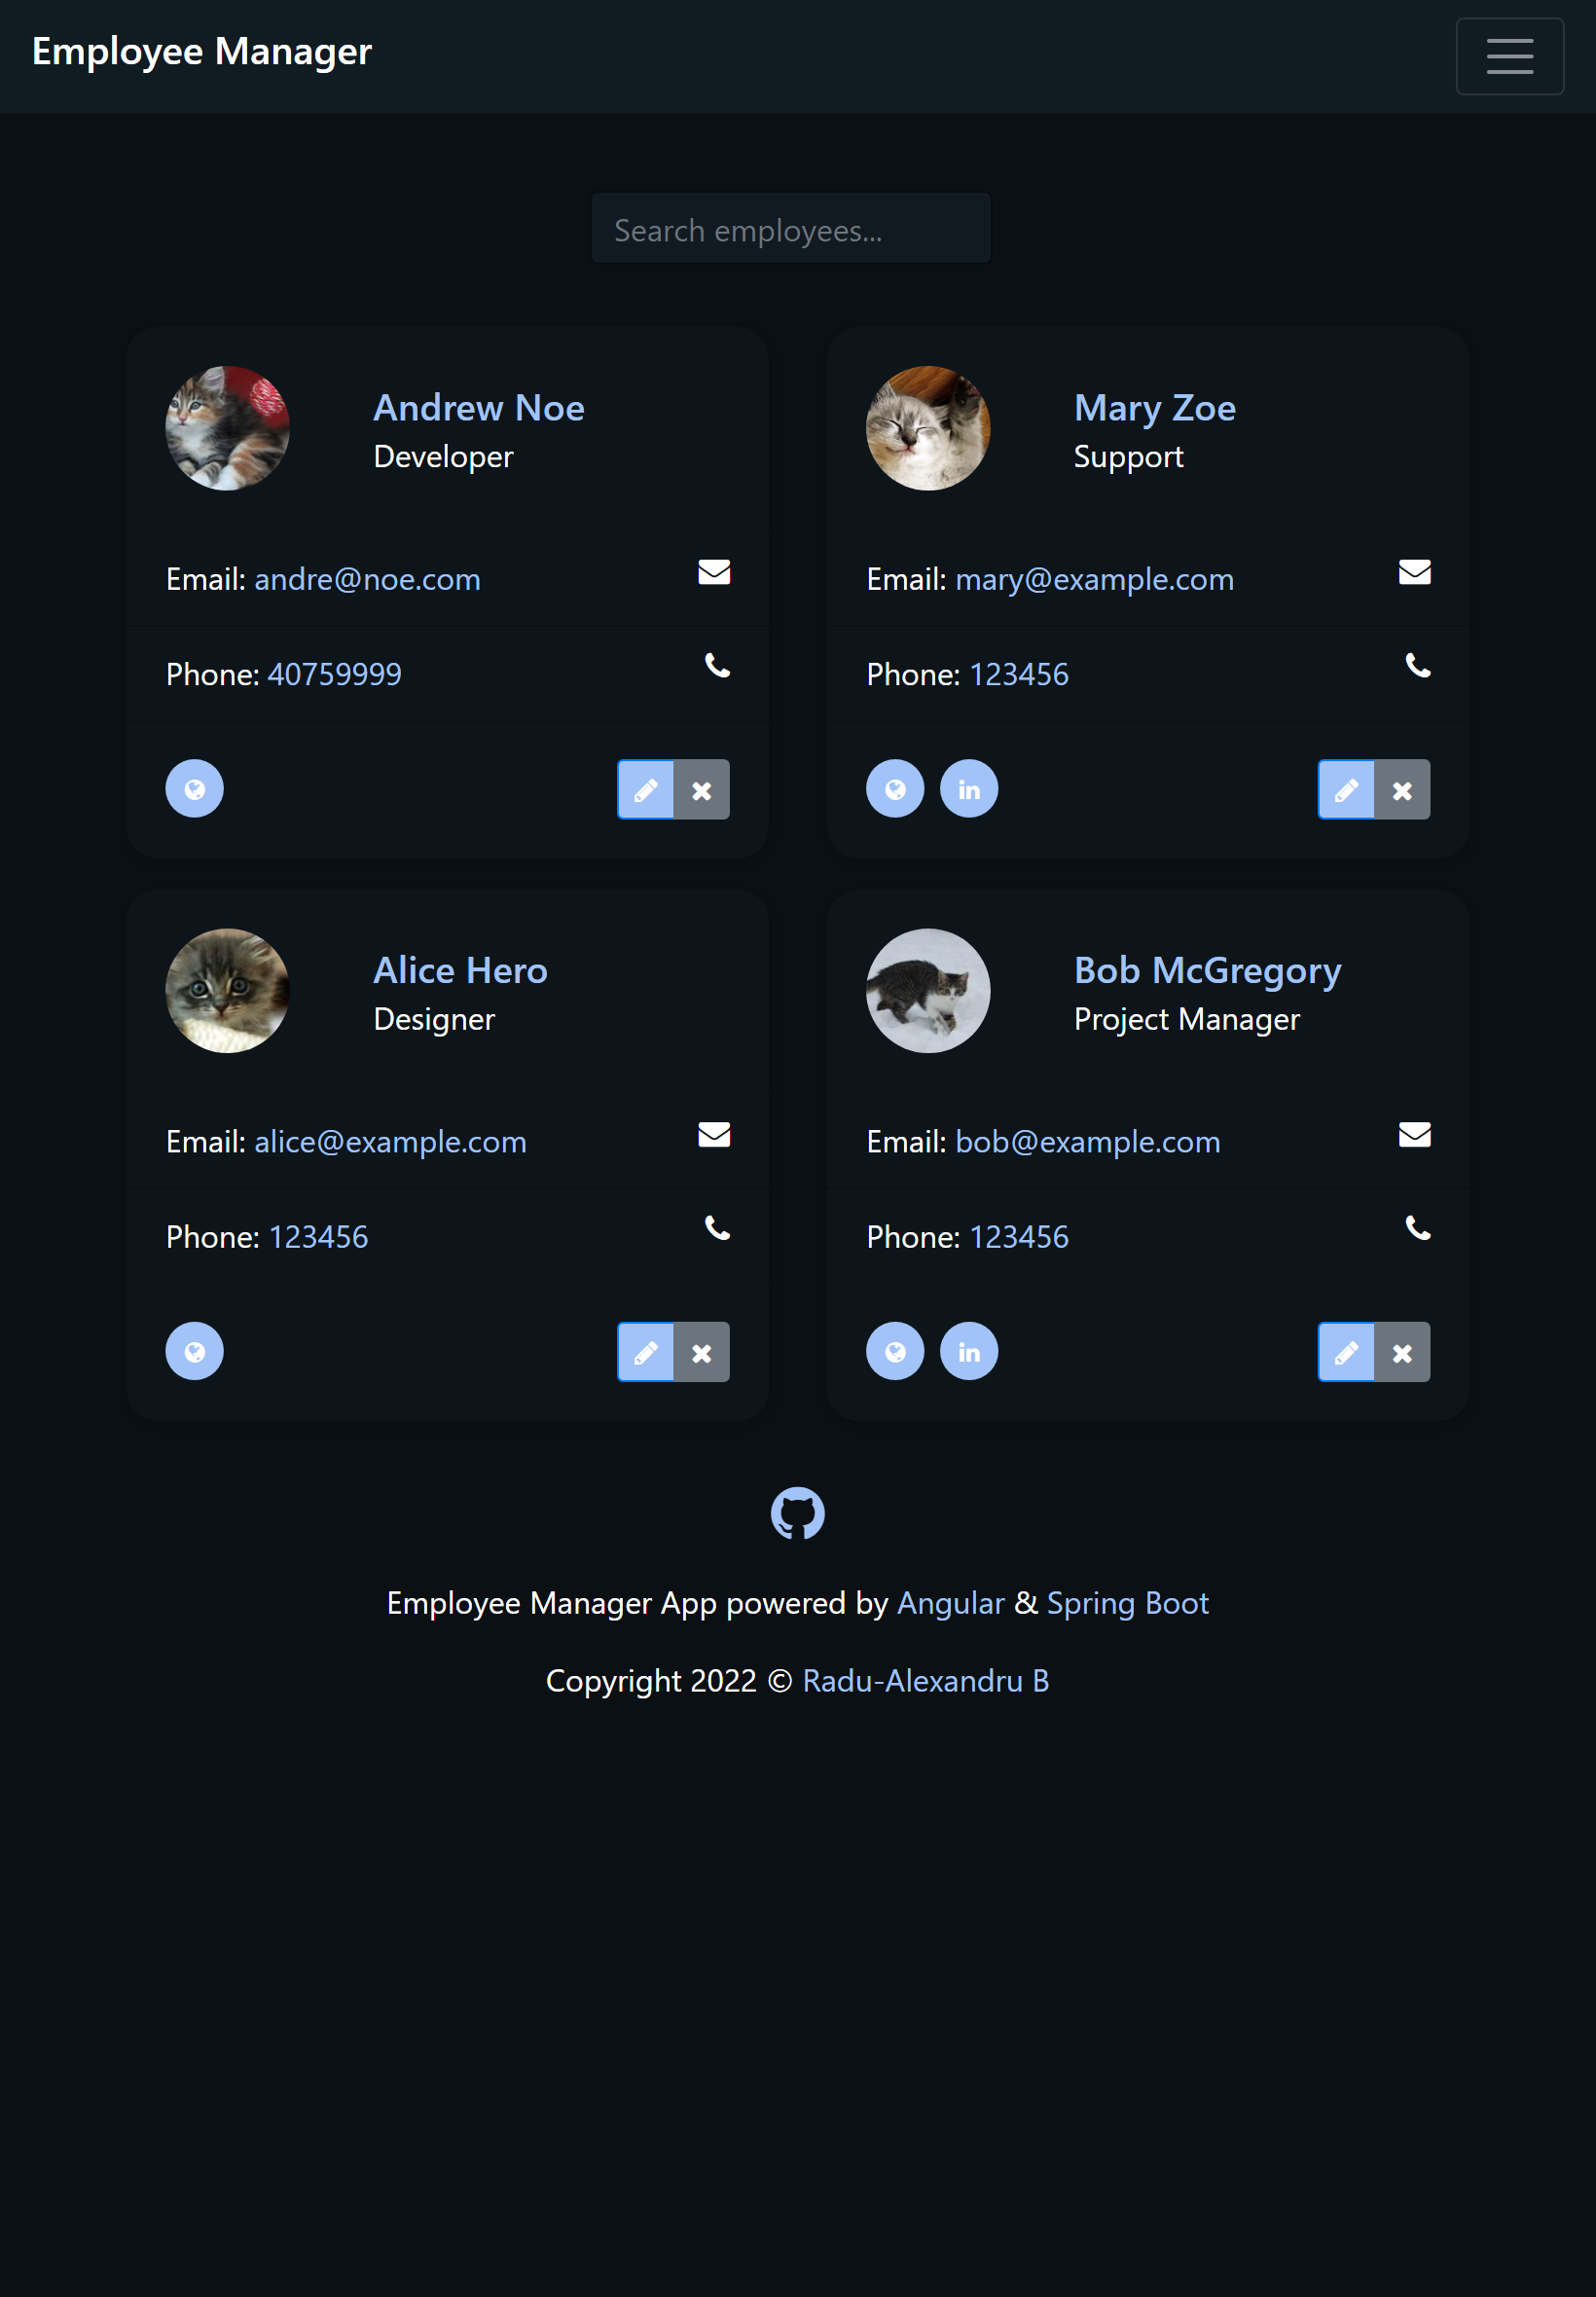 Employee Manager
Search employees...
Andrew Noe
Developer
Email: andre@noe.com
Phone: 40759999
Mary Zoe
Support
Email: mary@example.com
Phone: 123456
in
Alice Hero
Designer
Email: alice@example.com
Phone: 123456
Bob McGregory
Project Manager
Email: bob@example.com
Phone: 123456
in
Employee Manager App powered by Angular & Spring Boot
Copyright 2022 © Radu-Alexandru B